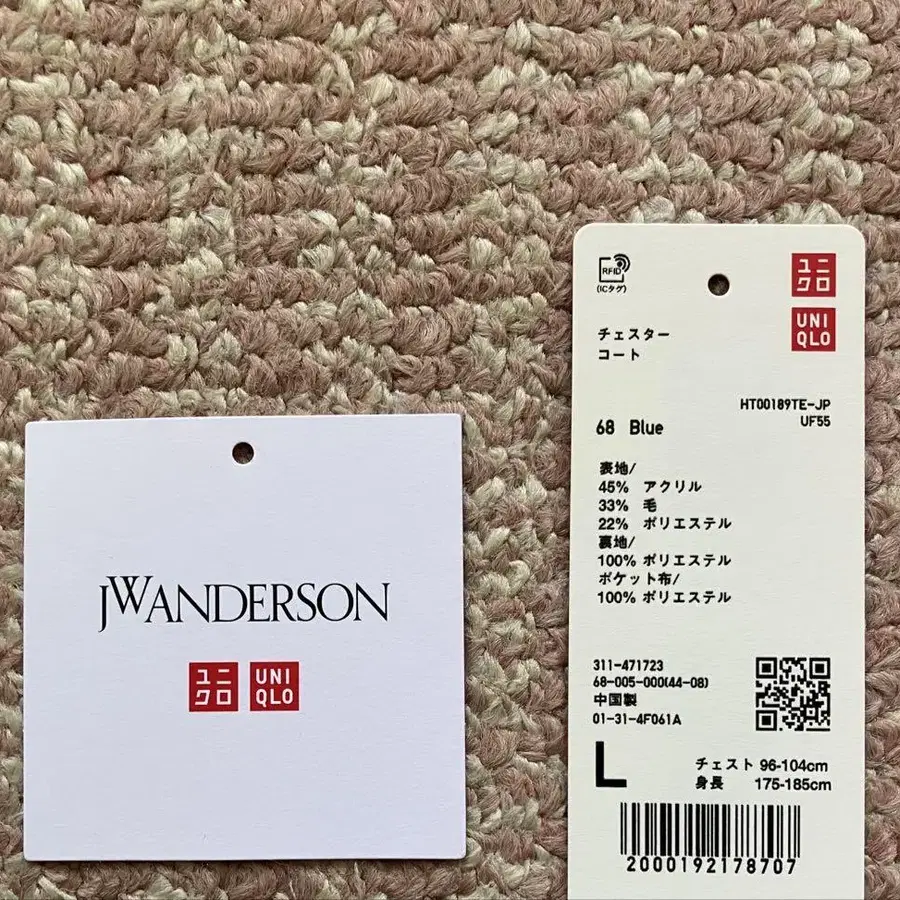 JWANDERSON
ユニ
クロ
UNI
QLO
RFID
(ICタグ)
ユニ
クロ
UNI
QLO
チェスター
コート
HT00189TE-JP
UF55
68 Blue
表地/
45% アクリル
33% 毛
22% ポリエステル
裏地/
100% ポリエステル
ポケット布/
100% ポリエステル
311-471723
68-005-000(44-08)
中国製
01-31-4F061A
L
チェスト 96-104cm
身長 175-185cm
2000192178707